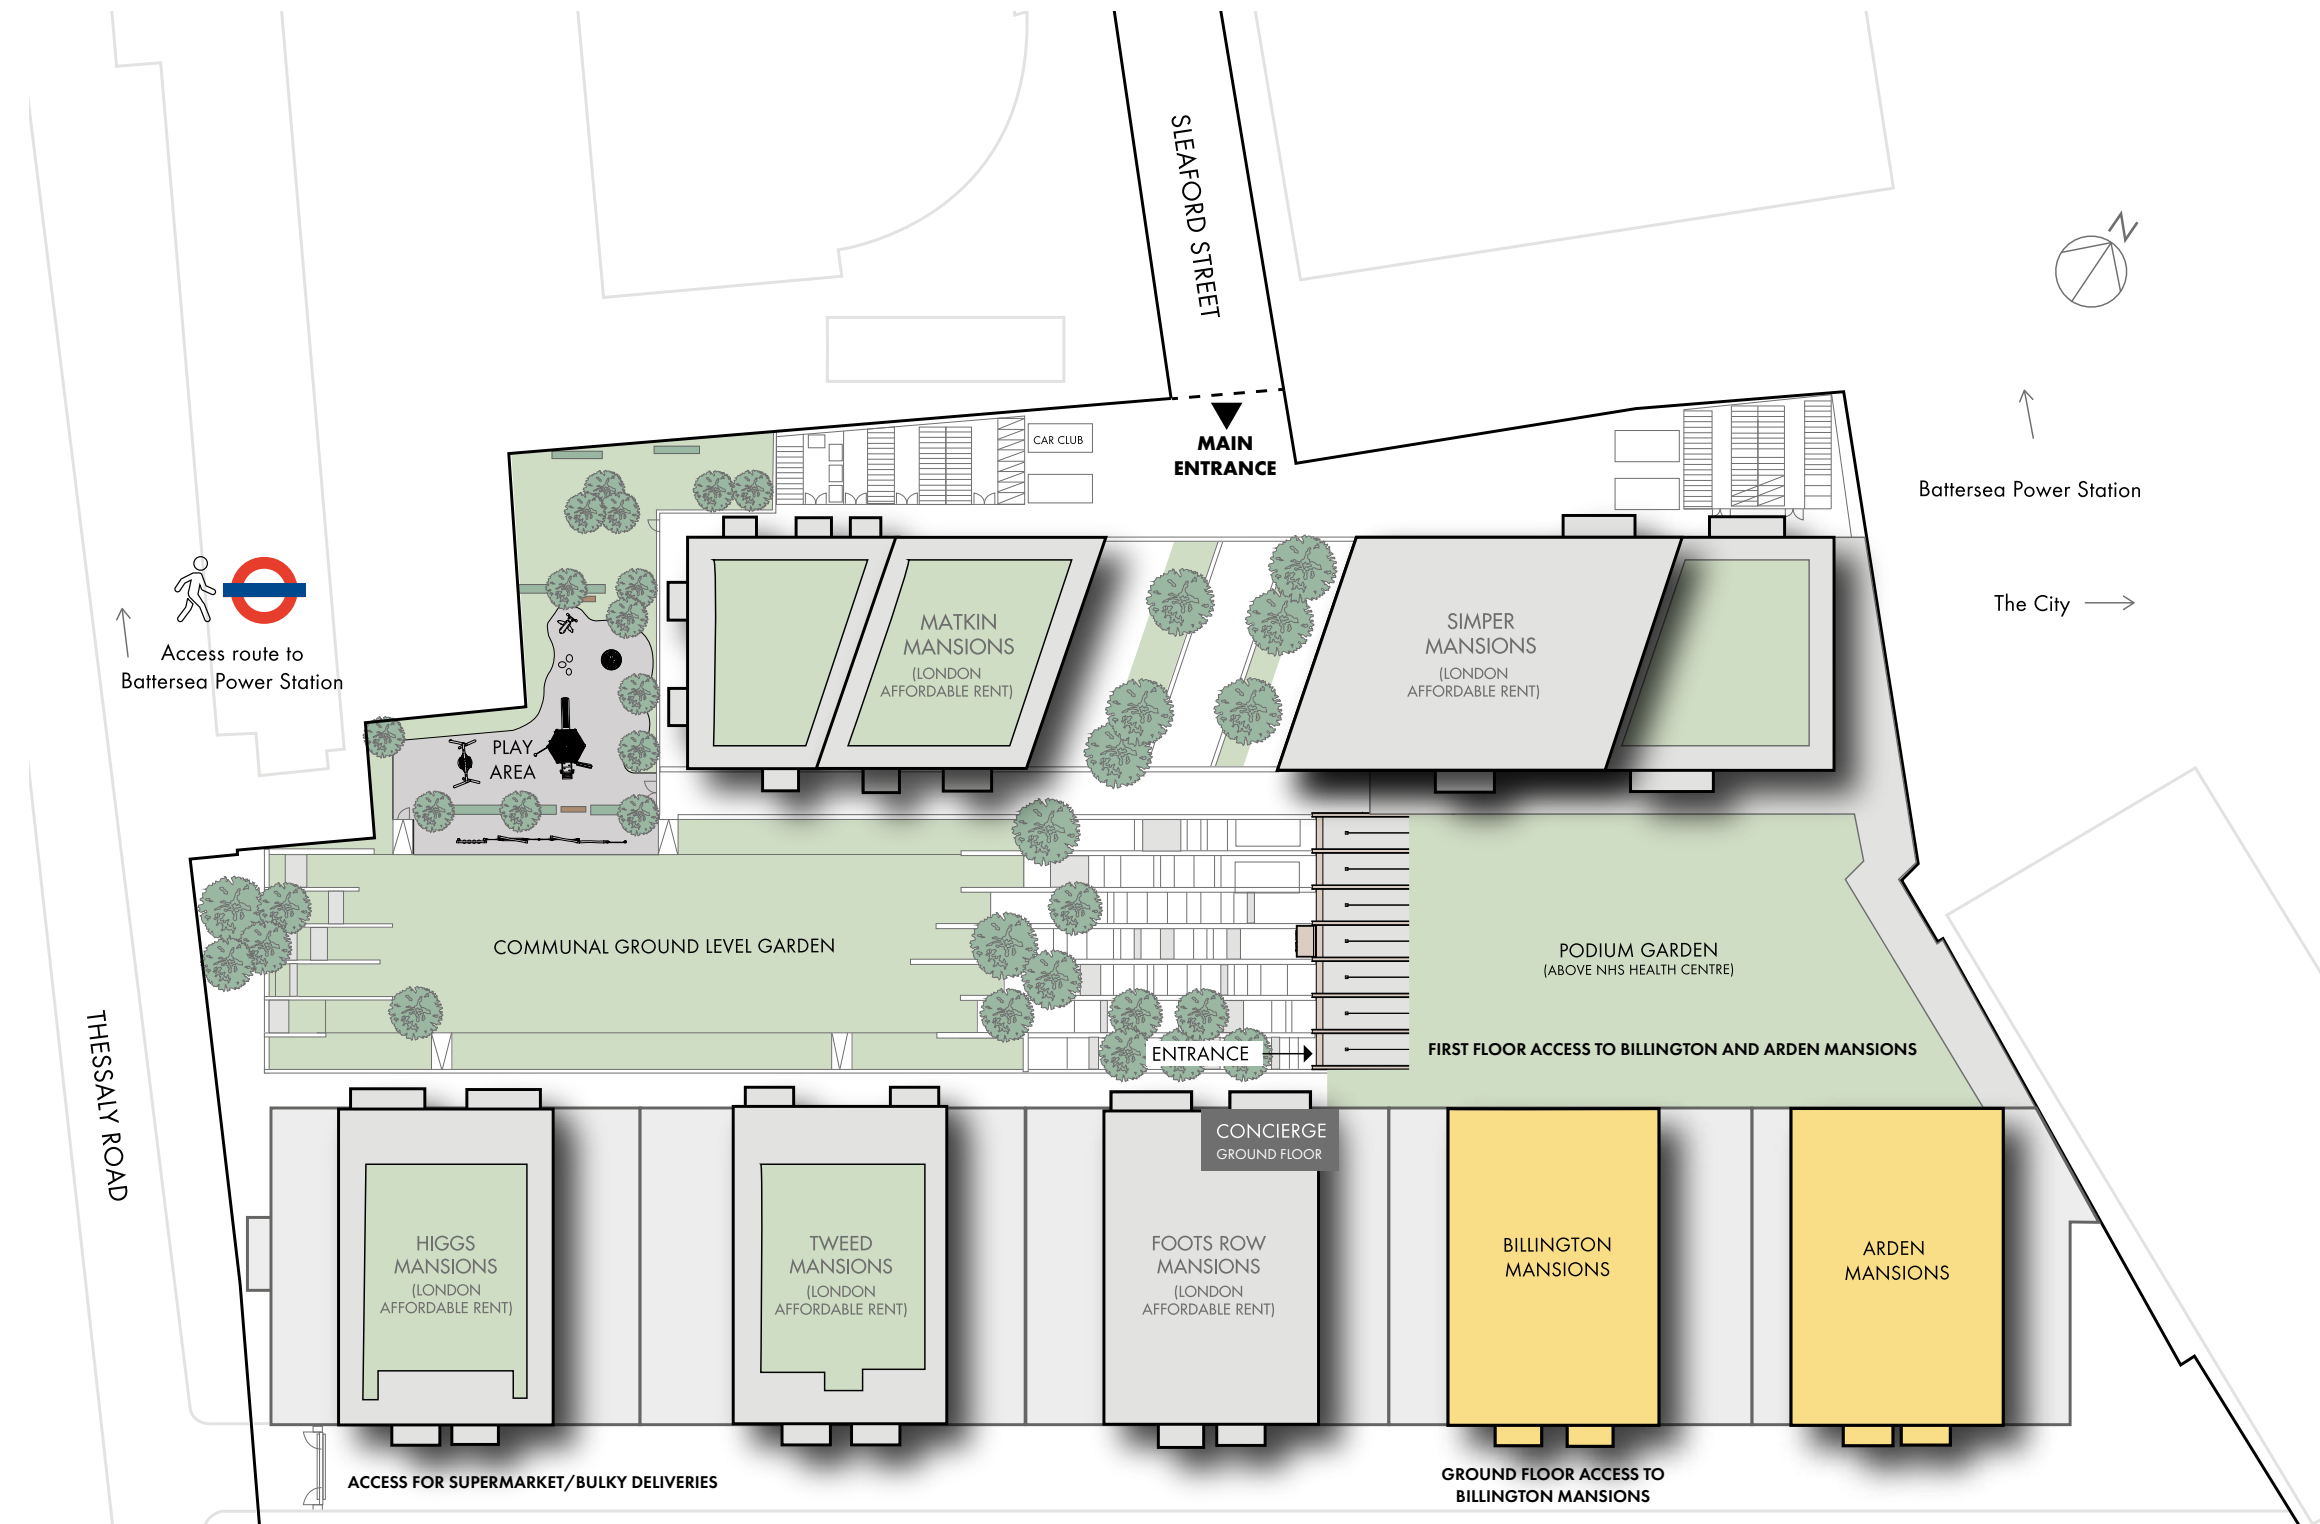 SLEAFORD STREET
N
CAR CLUB
MAIN
ENTRANCE
Battersea Power Station
The City
Access route to
Battersea Power Station
MATKIN
MANSIONS
(LONDON
AFFORDABLE RENT)
SIMPER
MANSIONS
(LONDON
AFFORDABLE RENT)
PLAY
AREA
COMMUNAL GROUND LEVEL GARDEN
PODIUM GARDEN
(ABOVE NHS HEALTH CENTRE)
ENTRANCE
FIRST FLOOR ACCESS TO BILLINGTON AND ARDEN MANSIONS
THESSALY ROAD
CONCIERGE
GROUND FLOOR
HIGGS
MANSIONS
(LONDON
AFFORDABLE RENT)
TWEED
MANSIONS
(LONDON
AFFORDABLE RENT)
FOOTS ROW
MANSIONS
(LONDON
AFFORDABLE RENT)
BILLINGTON
MANSIONS
ARDEN
MANSIONS
ACCESS FOR SUPERMARKET/BULKY DELIVERIES
GROUND FLOOR ACCESS TO
BILLINGTON MANSIONS